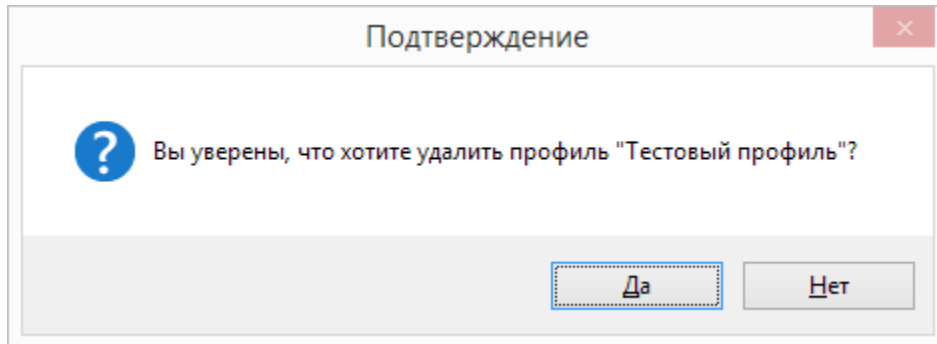 Подтверждение
Вы уверены, что хотите удалить профиль "Тестовый профиль"?
Да
Нет